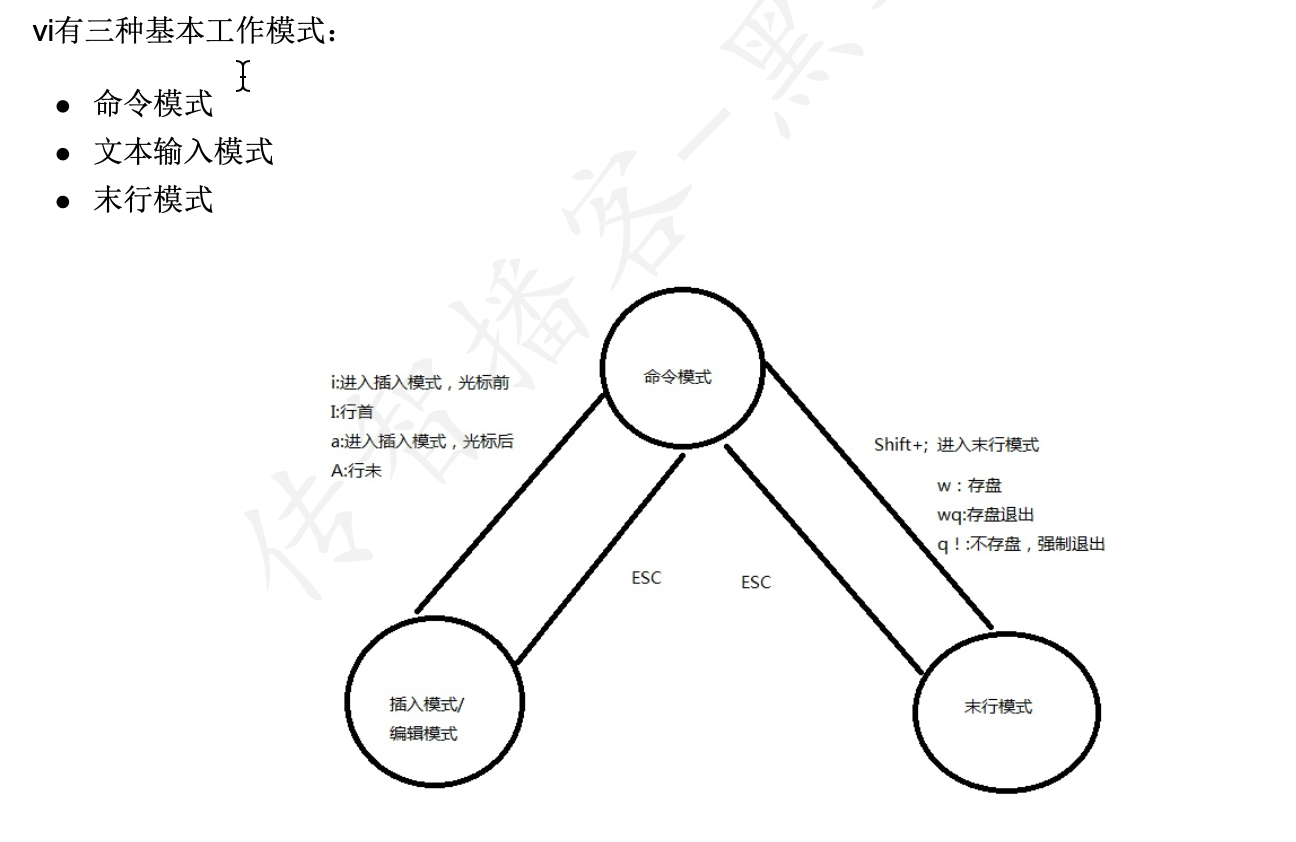 vi有三种基本工作模式：
● 命令模式
● 文本输入模式
● 末行模式
传智播客—黑
命令模式
i:进入插入模式，光标前
I:行首
a:进入插入模式，光标后
A:行未
Shift+; 进入末行模式
w：存盘
wq:存盘退出
q！:不存盘，强制退出
ESC
ESC
插入模式/
编辑模式
末行模式